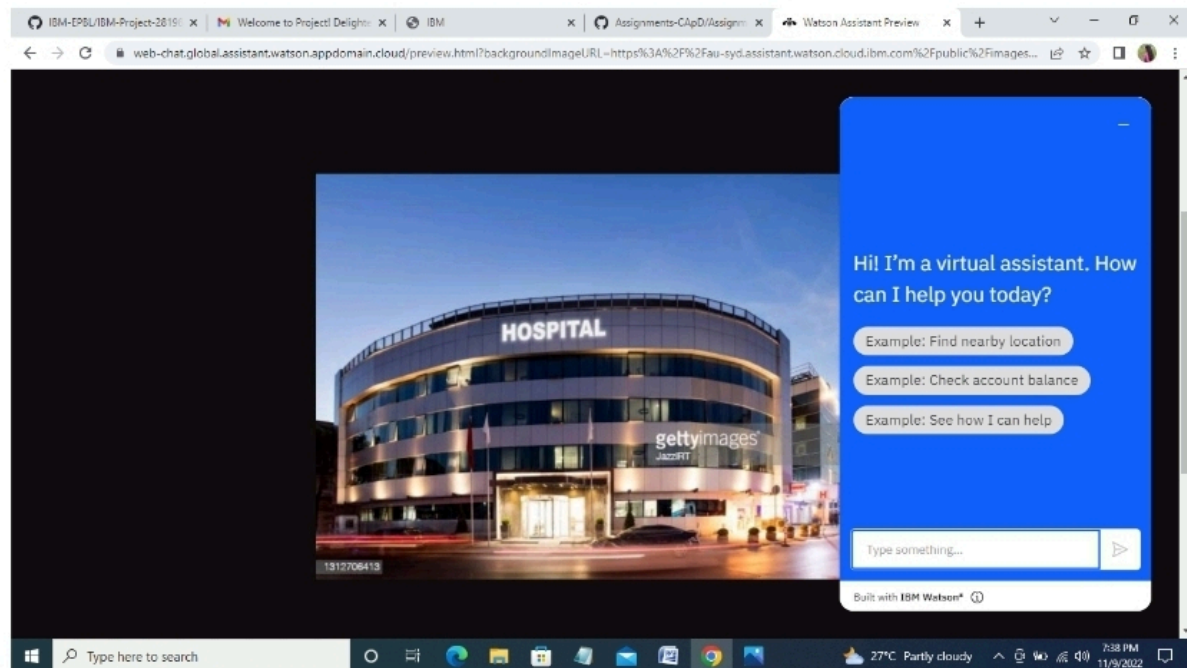 IBM-EPBL/IBM-Project-2819
Welcome to Project! Delight
IBM
Assignments-CApD/Assignm
Watson Assistant Preview
web-chat.global.assistant.watson.appdomain.cloud/preview.html?backgroundImageURL=https%3A%2F%2Fau-syd.assistant.watson.cloud.ibm.com%2Fpublic%2Fimages...
Hi! I'm a virtual assistant. How
can I help you today?
HOSPITAL
Example: Find nearby location
Example: Check account balance
Example: See how I can help
gettyimages®
JazzIRT
Type something...
1312706413
Built with IBM Watson®
Type here to search
27°C Partly cloudy
7:38 PM
11/9/2022